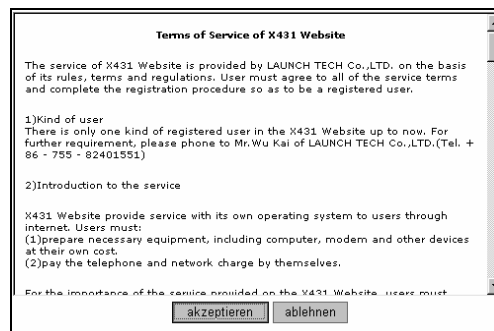 Terms of Service of X431 Website
The service of X431 Website is provided by LAUNCH TECH Co.,LTD. on the basis
of its rules, terms and regulations. User must agree to all of the service terms
and complete the registration procedure so as to be a registered user.
1)Kind of user
There is only one kind of registered user in the X431 Website up to now. For
further requirement, please phone to Mr.Wu Kai of LAUNCH TECH Co.,LTD.(Tel. +
86 - 755 - 82401551)
2)Introduction to the service
X431 Website provide service with its own operating system to users through
internet. Users must:
(1)prepare necessary equipment, including computer, modem and other devices
at their own cost.
(2)pay the telephone and network charge by themselves.
For the importance of the service provided on the X431 Website, users must
akzeptieren ablehnen